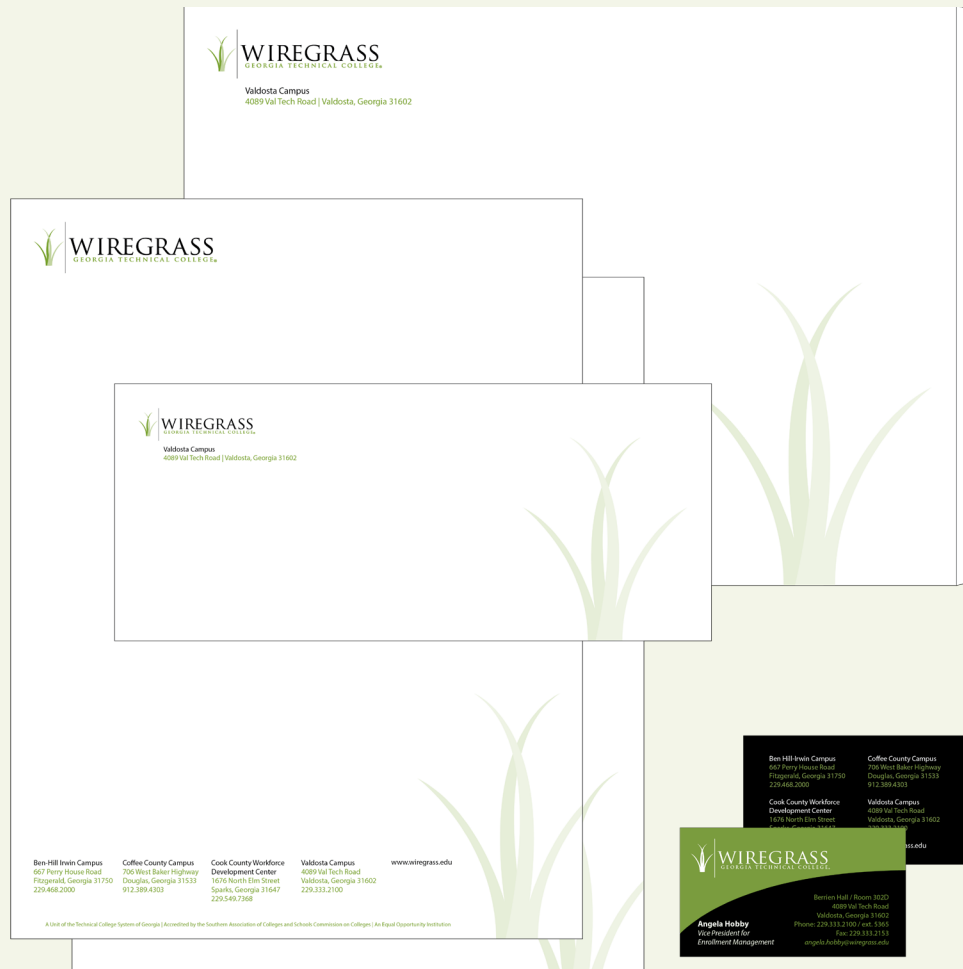 WIREGRASS
GEORGIA TECHNICAL COLLEGE
Valdosta Campus
4089 Val Tech Road | Valdosta, Georgia 31602
WIREGRASS
GEORGIA TECHNICAL COLLEGE
WIREGRASS
GEORGIA TECHNICAL COLLEGE
Valdosta Campus
4089 Val Tech Road | Valdosta, Georgia 31602
Ben-Hill Irwin Campus
667 Perry House Road
Fitzgerald, Georgia 31750
229.468.2000
Coffee County Campus
706 West Baker Highway
Douglas, Georgia 31533
912.389.4303
Cook County Workforce
Development Center
1676 North Elm Street
Sparks, Georgia 31647
229.549.7368
Valdosta Campus
4089 Val Tech Road
Valdosta, Georgia 31602
229.333.2100
www.wiregrass.edu
A Unit of the Technical College System of Georgia | Accredited by the Southern Association of Colleges and Schools Commission on Colleges | An Equal Opportunity Institution
Ben Hill-Irwin Campus
667 Perry House Road
Fitzgerald, Georgia 31750
229.468.2000
Coffee County Campus
706 West Baker Highway
Douglas, Georgia 31533
912.389.4303
Cook County Workforce
Development Center
1676 North Elm Street
Sparks, Georgia 31647
Valdosta Campus
4089 Val Tech Road
Valdosta, Georgia 31602
229.333.2100
WIREGRASS
GEORGIA TECHNICAL COLLEGE
Angela Hobby
Vice President for
Enrollment Management
Berrien Hall / Room 302D
4089 Val Tech Road
Valdosta, Georgia 31602
Phone: 229.333.2100 / ext. 5365
Fax: 229.333.2153
angela.hobby@wiregrass.edu